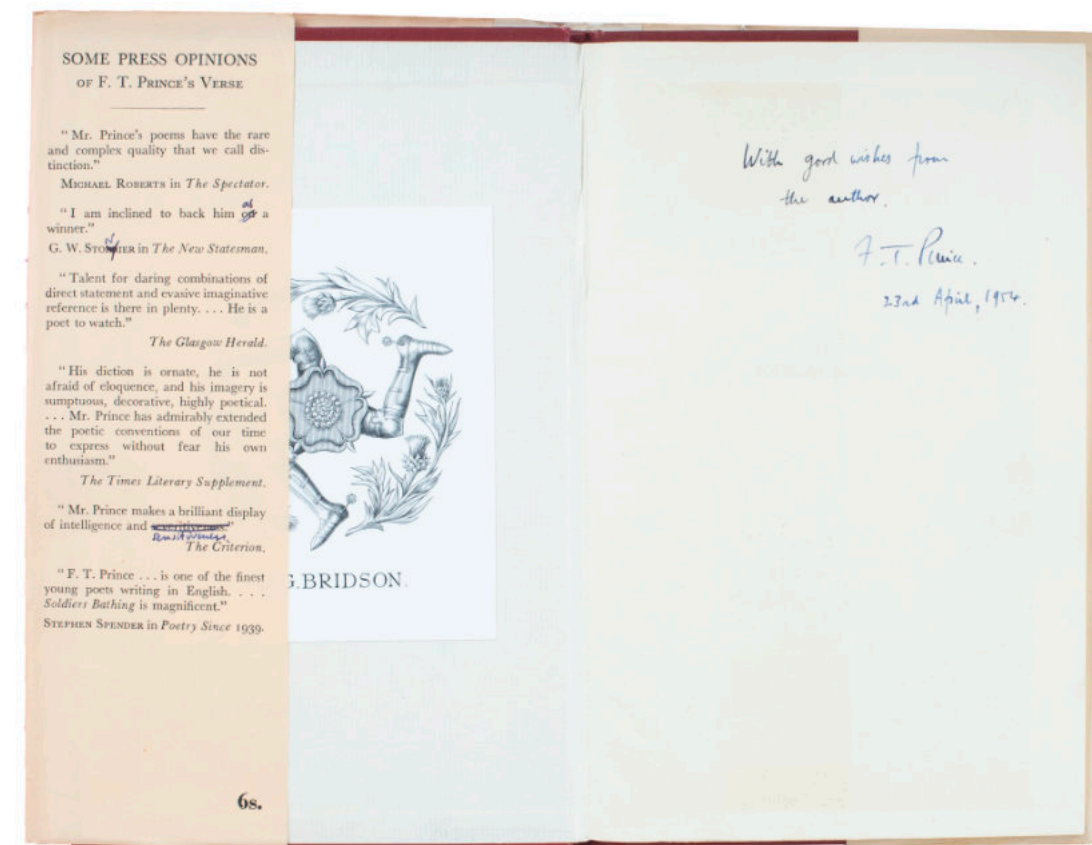 SOME PRESS OPINIONS
OF F. T. PRINCE'S VERSE
" Mr. Prince's poems have the rare
and complex quality that we call dis-
tinction."
MICHAEL ROBERTS in The Spectator.
as
" I am inclined to back him a
winner."
G. W. STONIER in The New Statesman.
" Talent for daring combinations of
direct statement and evasive imaginative
reference is there in plenty. . . . He is a
poet to watch."
The Glasgow Herald.
" His diction is ornate, he is not
afraid of eloquence, and his imagery is
sumptuous, decorative, highly poetical.
. . . Mr. Prince has admirably extended
the poetic conventions of our time
to express without fear his own
enthusiasm."
The Times Literary Supplement.
" Mr. Prince makes a brilliant display
of intelligence and "
sensitiveness
The Criterion.
" F. T. Prince . . . is one of the finest
young poets writing in English. . . .
Soldiers Bathing is magnificent."
STEPHEN SPENDER in Poetry Since 1939.
6s.
G. BRIDSON.
With good wishes from
the author.
F. T. Prince.
23rd April, 1954.